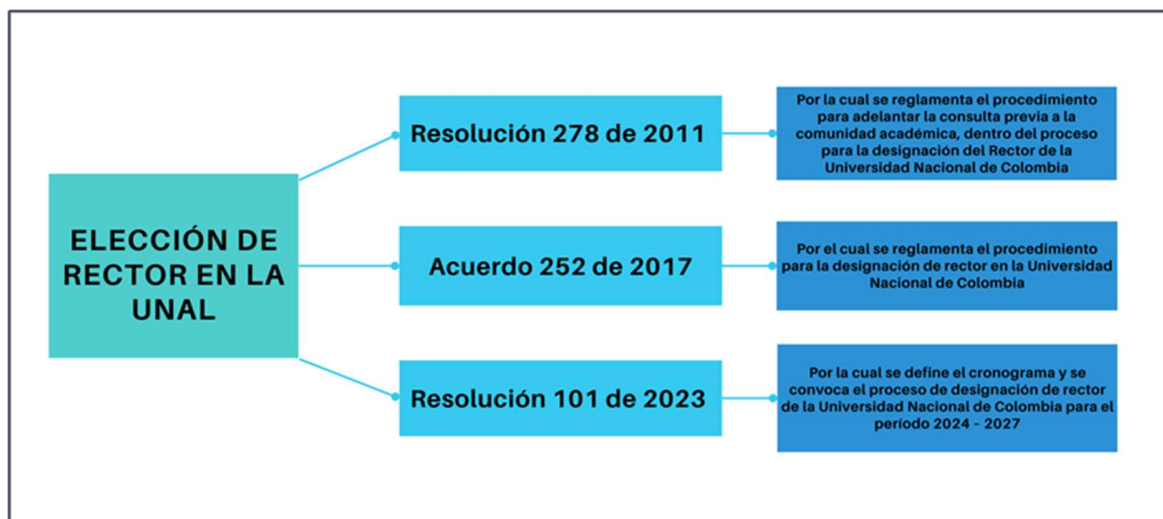 ELECCIÓN DE
RECTOR EN LA
UNAL
Resolución 278 de 2011
Por la cual se reglamenta el procedimiento
para adelantar la consulta previa a la
comunidad académica, dentro del proceso
para la designación del Rector de la
Universidad Nacional de Colombia
Acuerdo 252 de 2017
Por el cual se reglamenta el procedimiento
para la designación de rector en la Universidad
Nacional de Colombia
Resolución 101 de 2023
Por la cual se define el cronograma y se
convoca el proceso de designación de rector
de la Universidad Nacional de Colombia para el
período 2024 – 2027